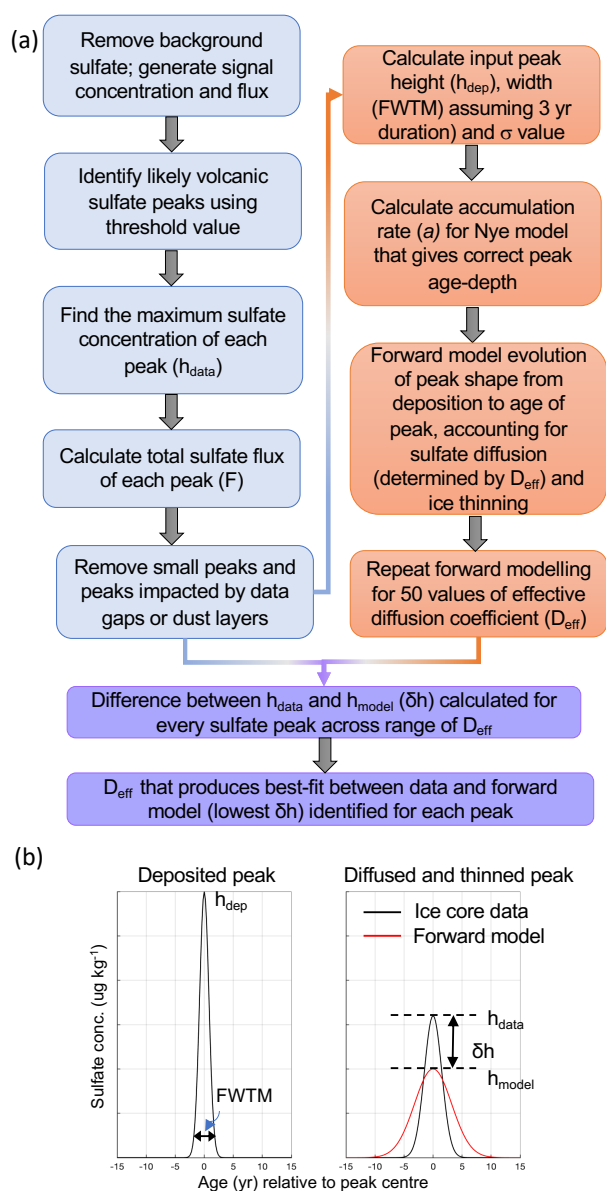 (a)
Remove background
sulfate; generate signal
concentration and flux
Identify likely volcanic
sulfate peaks using
threshold value
Find the maximum sulfate
concentration of each
peak (hdata)
Calculate total sulfate flux
of each peak (F)
Remove small peaks and
peaks impacted by data
gaps or dust layers
Calculate input peak
height (hdep), width
(FWTM) assuming 3 yr
duration) and σ value
Calculate accumulation
rate (a) for Nye model
that gives correct peak
age-depth
Forward model evolution
of peak shape from
deposition to age of
peak, accounting for
sulfate diffusion
(determined by Deff) and
ice thinning
Repeat forward modelling
for 50 values of effective
diffusion coefficient (Deff)
Difference between hdata and hmodel (δh) calculated for
every sulfate peak across range of Deff
Deff that produces best-fit between data and forward
model (lowest δh) identified for each peak
(b)
Deposited peak
Sulfate conc. (ug kg-1)
hdep
FWTM
-15 -10 -5 0 5 10 15
Diffused and thinned peak
Ice core data
Forward model
hdata
δh
hmodel
-15 -10 -5 0 5 10 15
Age (yr) relative to peak centre